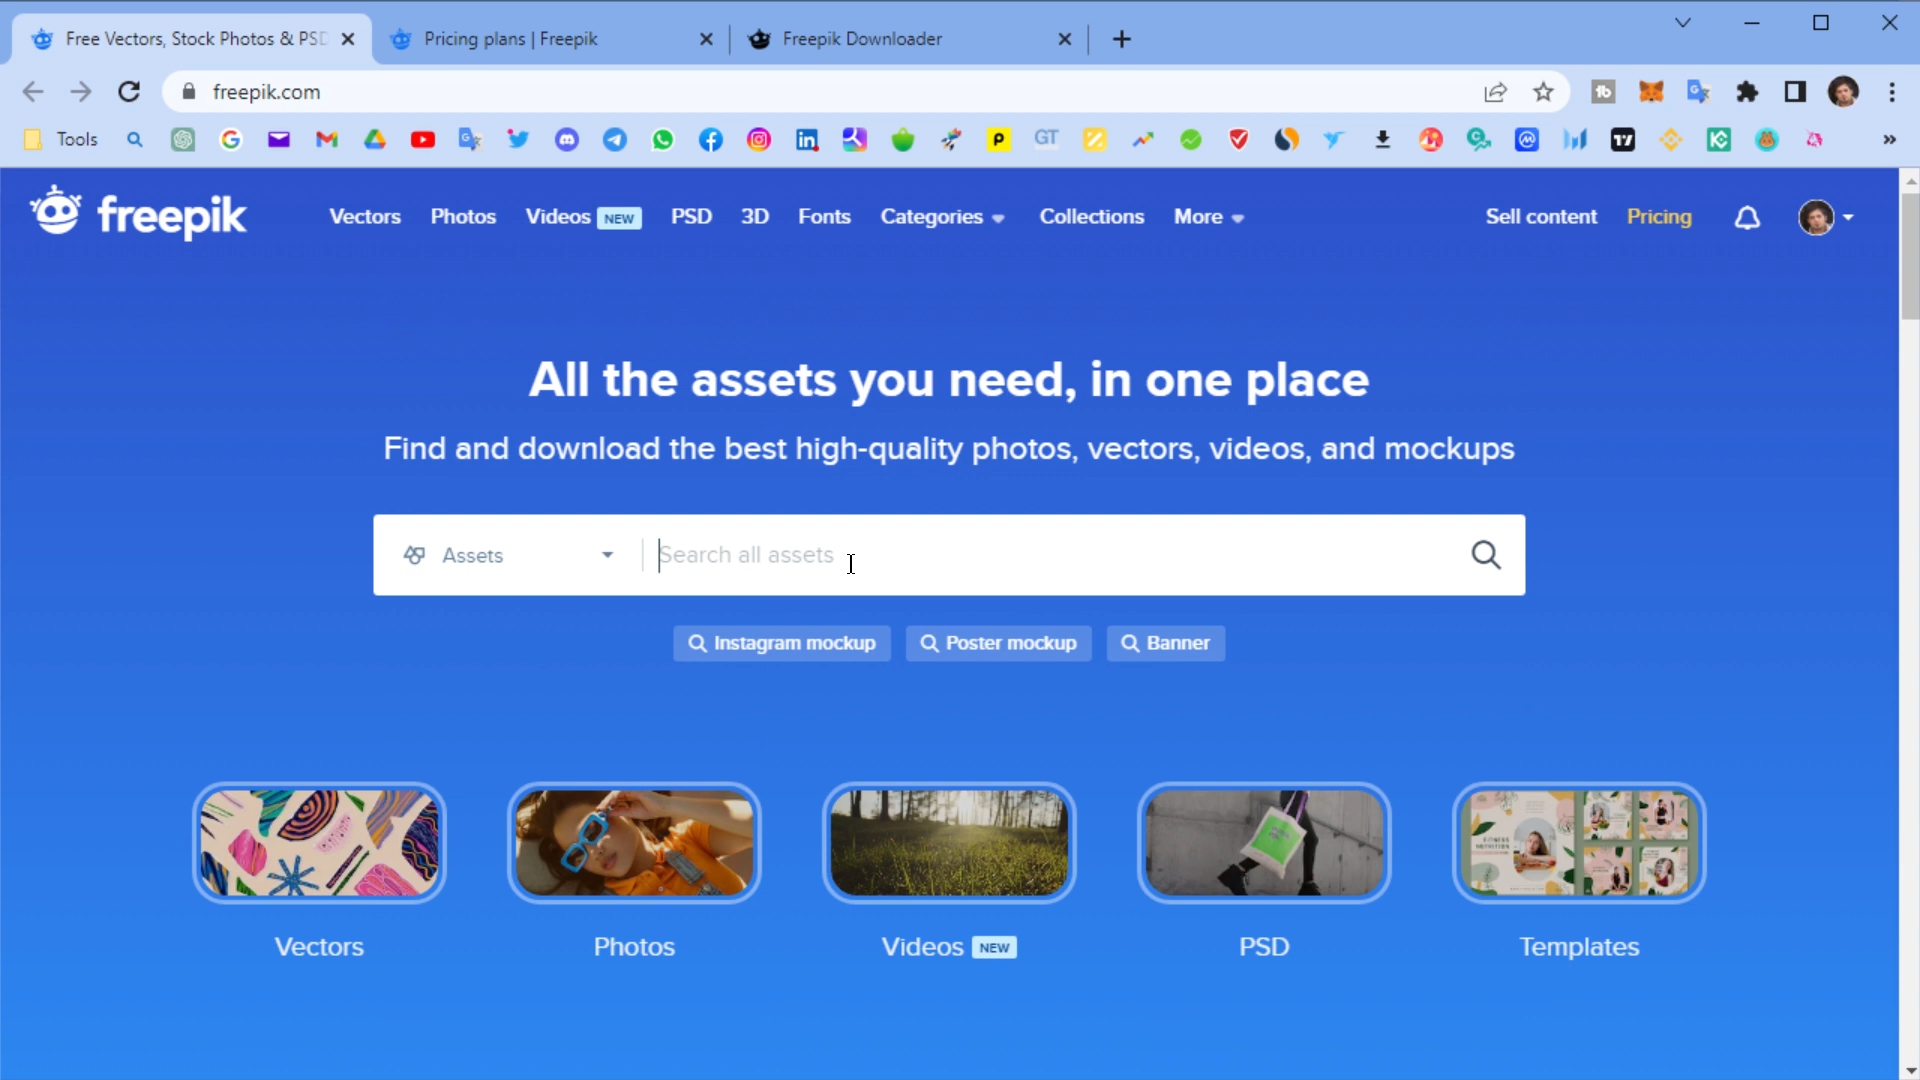 Free Vectors, Stock Photos & PSD
Pricing plans | Freepik
Freepik Downloader
freepik.com
Tools
freepik
Vectors
Photos
Videos NEW
PSD
3D
Fonts
Categories
Collections
More
Sell content
Pricing
All the assets you need, in one place
Find and download the best high-quality photos, vectors, videos, and mockups
Assets
Search all assets
Instagram mockup
Poster mockup
Banner
FITNESS
NUTRITION
Vectors
Photos
Videos NEW
PSD
Templates